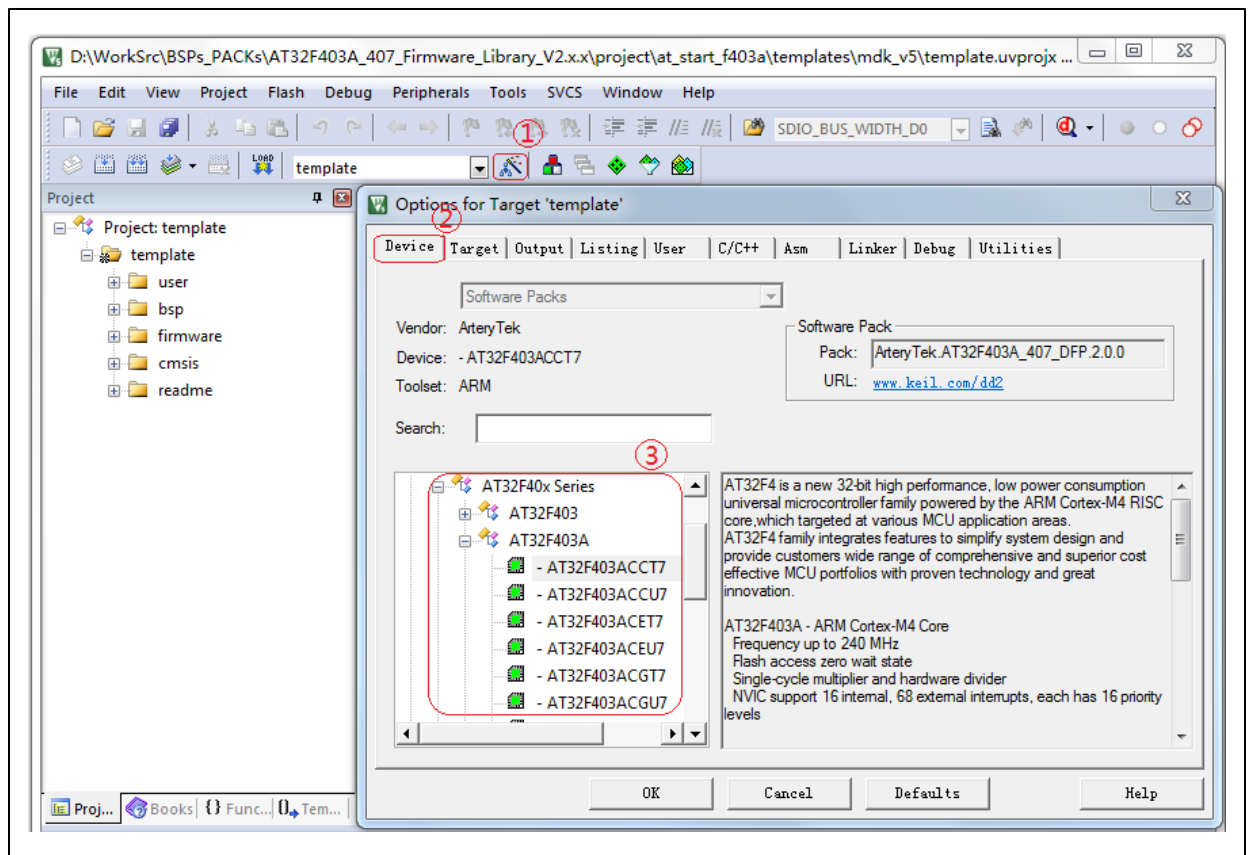 D:\WorkSrc\BSPs_PACKs\AT32F403A_407_Firmware_Library_V2.x.x\project\at_start_f403a\templates\mdk_v5\template.uvprojx ...
File Edit View Project Flash Debug Peripherals Tools SVCS Window Help
①
SDIO_BUS_WIDTH_D0
LOAD
template
Project
Project: template
template
user
bsp
firmware
cmsis
readme
Proj... Books {} Func... Tem...
Options for Target 'template'
②
Device Target Output Listing User C/C++ Asm Linker Debug Utilities
Software Packs
Vendor: ArteryTek
Device: - AT32F403ACCT7
Toolset: ARM
Software Pack
Pack: ArteryTek.AT32F403A_407_DFP.2.0.0
URL: www.keil.com/dd2
Search:
③
AT32F40x Series
AT32F403
AT32F403A
- AT32F403ACCT7
- AT32F403ACCU7
- AT32F403ACET7
- AT32F403ACEU7
- AT32F403ACGT7
- AT32F403ACGU7
AT32F4 is a new 32-bit high performance, low power consumption
universal microcontroller family powered by the ARM Cortex-M4 RISC
core,which targeted at various MCU application areas.
AT32F4 family integrates features to simplify system design and
provide customers wide range of comprehensive and superior cost
effective MCU portfolios with proven technology and great
innovation.
AT32F403A - ARM Cortex-M4 Core
Frequency up to 240 MHz
Flash access zero wait state
Single-cycle multiplier and hardware divider
NVIC support 16 internal, 68 external interrupts, each has 16 priority
levels
OK Cancel Defaults Help